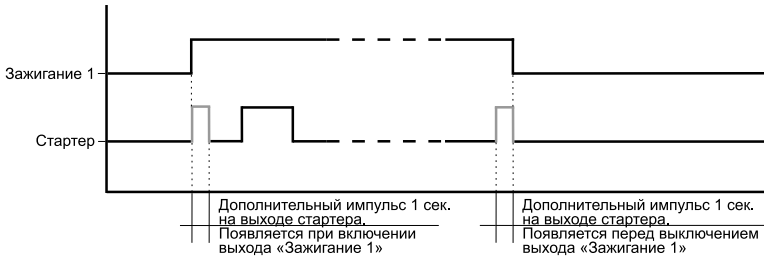 Зажигание 1
Стартер
Дополнительный импульс 1 сек.
на выходе стартера.
Появляется при включении
выхода «Зажигание 1»
Дополнительный импульс 1 сек.
на выходе стартера.
Появляется перед выключением
выхода «Зажигание 1»